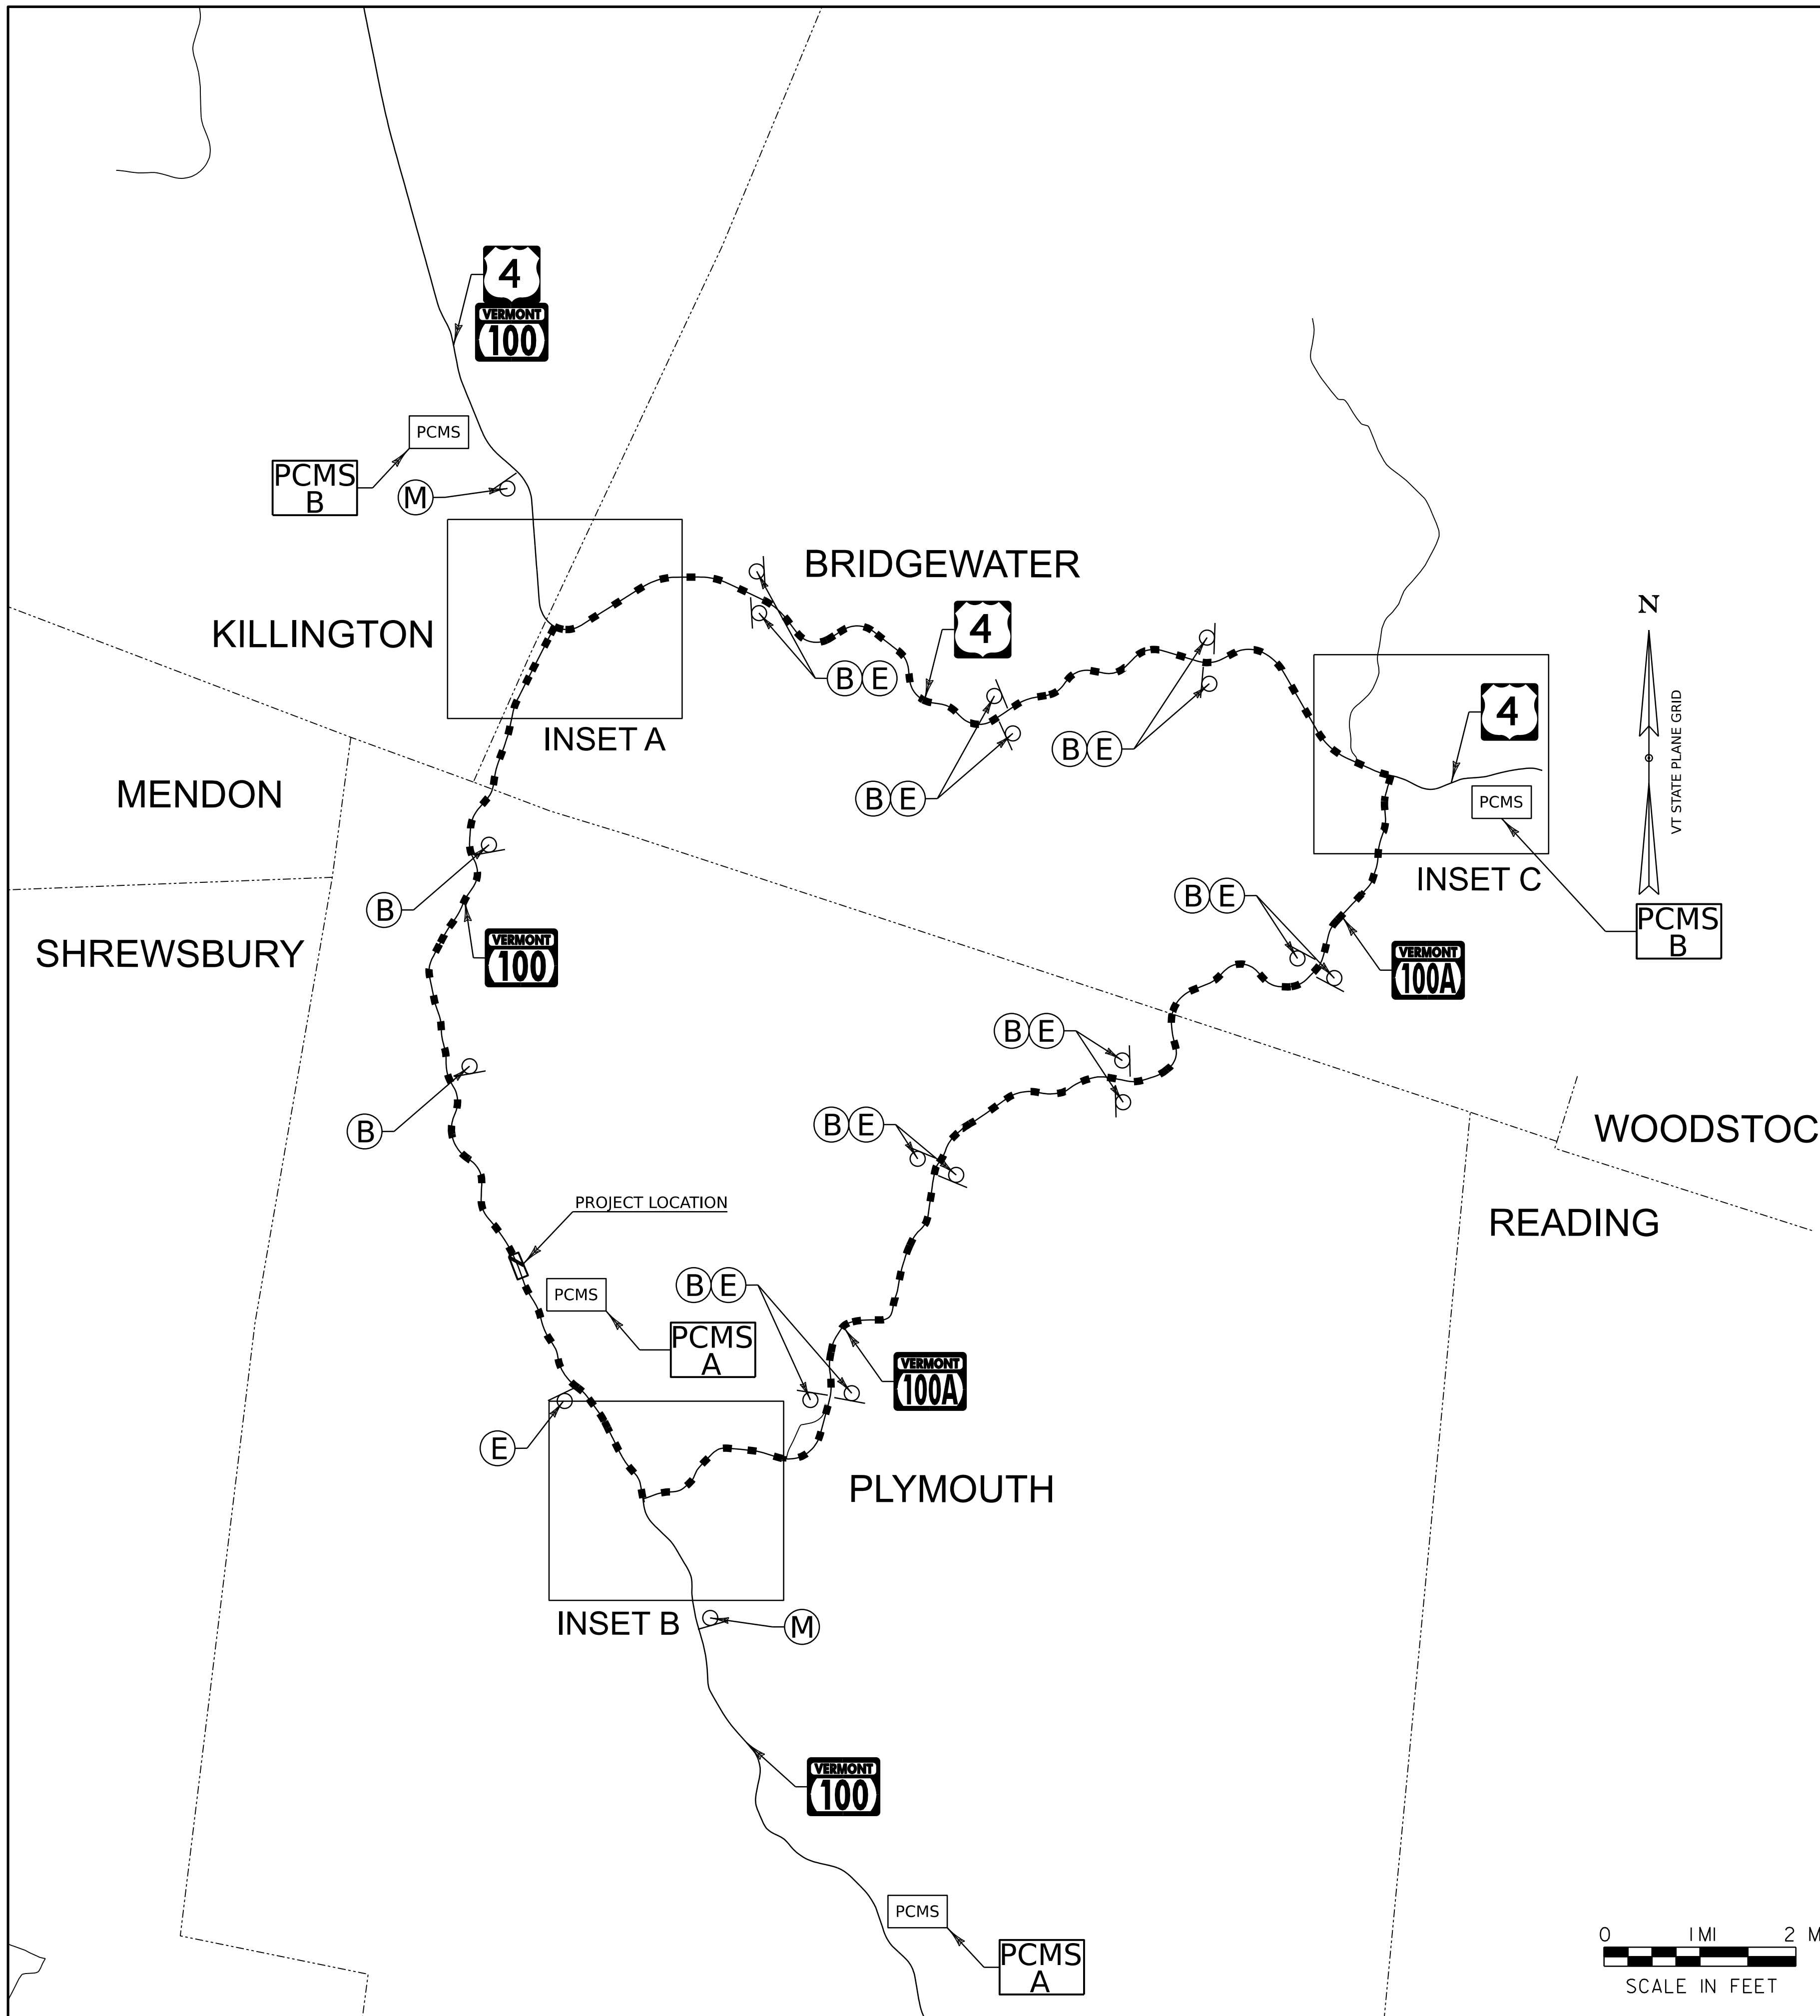 4
VERMONT
100
PCMS
PCMS
B
M
BRIDGEWATER
4
KILLINGTON
B E
INSET A
B E
4
B E
PCMS
N
VT STATE PLANE GRID
MENDON
INSET C
B
B E
PCMS
B
SHREWSBURY
VERMONT
100
VERMONT
100A
B E
B
B E
WOODSTOC
READING
PROJECT LOCATION
PCMS
B E
PCMS
A
VERMONT
100A
E
PLYMOUTH
INSET B
M
VERMONT
100
PCMS
PCMS
A
0 1 MI 2 M
SCALE IN FEET